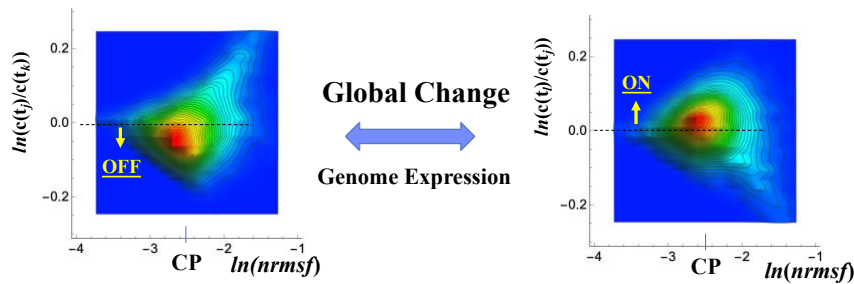 ln(c(tⱼ)/c(tₖ))
0.2
0.0
−0.2
OFF
−4
−3
−2
−1
CP
ln(nrmsf)
Global Change
Genome Expression
ln(c(tᵢ)/c(tⱼ))
0.2
0.0
−0.2
ON
−4
−3
−2
−1
CP
ln(nrmsf)